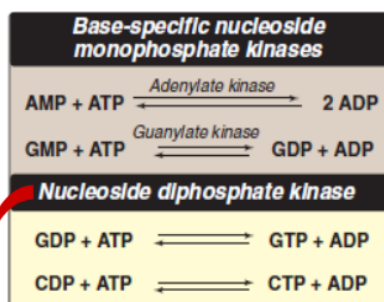 Base-specific nucleoside
monophosphate kinases
Adenylate kinase
AMP + ATP 2 ADP
Guanylate kinase
GMP + ATP GDP + ADP
Nucleoside diphosphate kinase
GDP + ATP GTP + ADP
CDP + ATP CTP + ADP